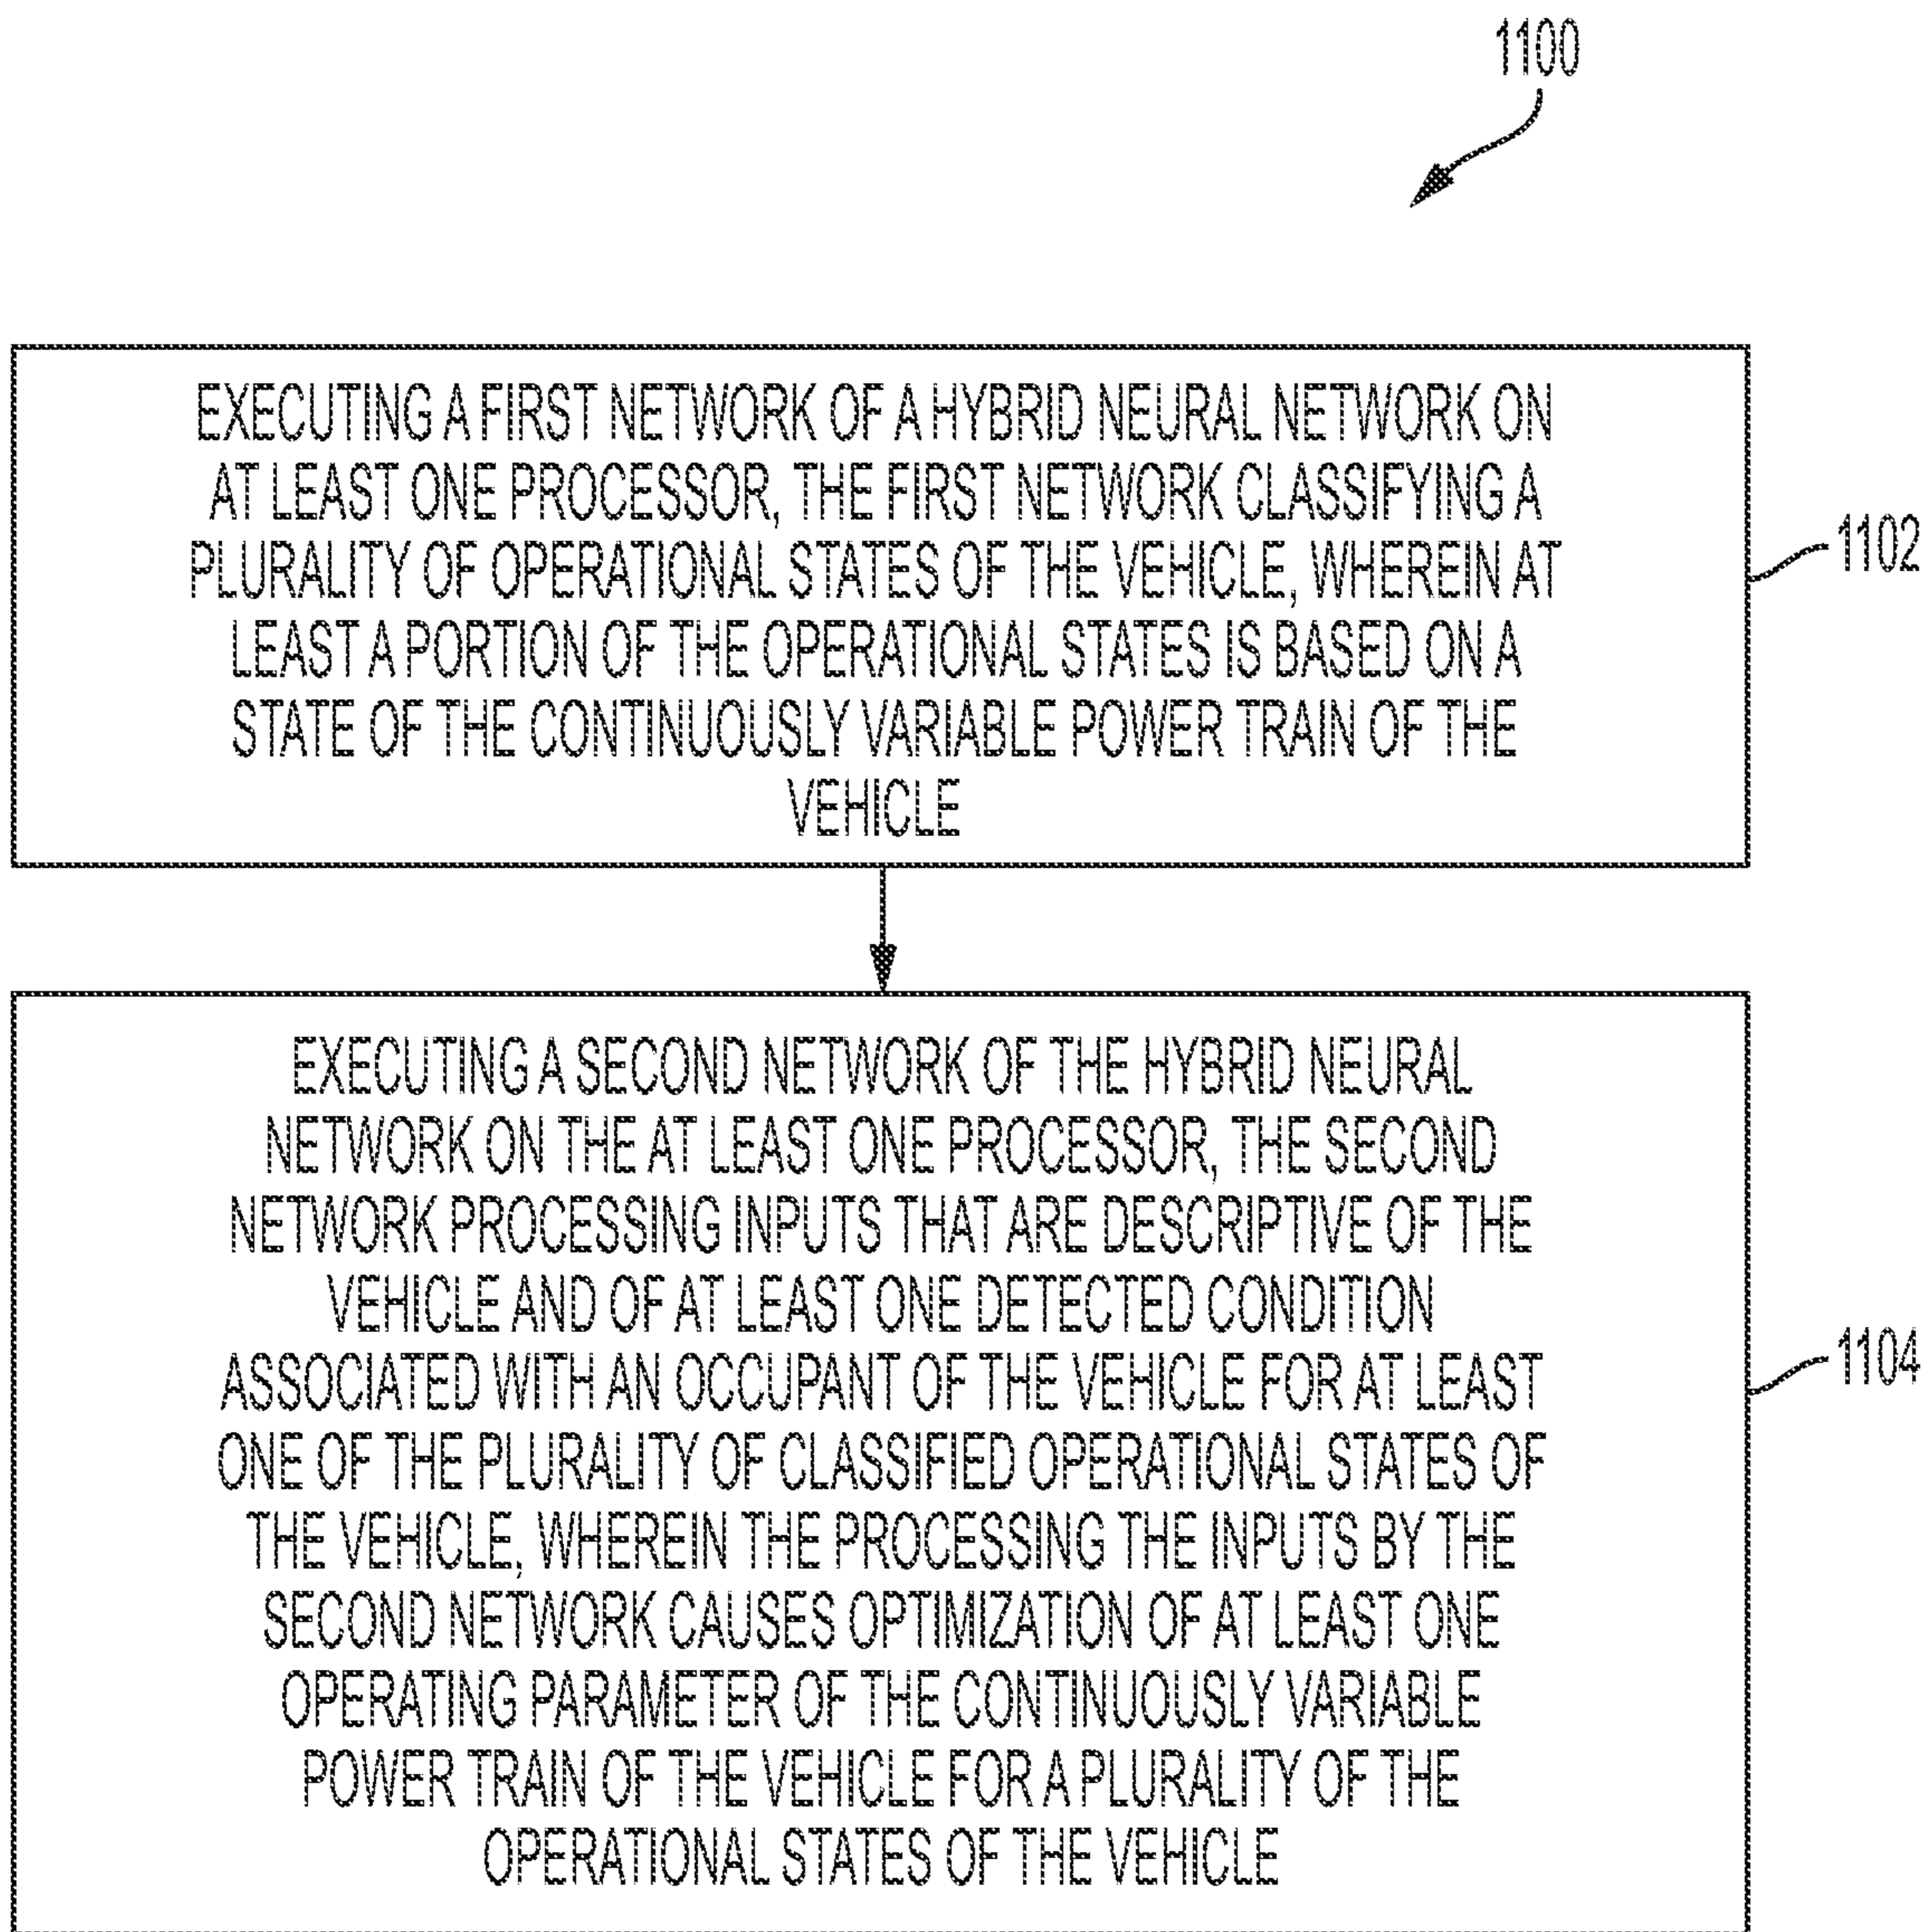 1100
EXECUTING A FIRST NETWORK OF A HYBRID NEURAL NETWORK ON
AT LEAST ONE PROCESSOR, THE FIRST NETWORK CLASSIFYING A
PLURALITY OF OPERATIONAL STATES OF THE VEHICLE, WHEREIN AT
LEAST A PORTION OF THE OPERATIONAL STATES IS BASED ON A
STATE OF THE CONTINUOUSLY VARIABLE POWER TRAIN OF THE
VEHICLE
1102
EXECUTING A SECOND NETWORK OF THE HYBRID NEURAL
NETWORK ON THE AT LEAST ONE PROCESSOR, THE SECOND
NETWORK PROCESSING INPUTS THAT ARE DESCRIPTIVE OF THE
VEHICLE AND OF AT LEAST ONE DETECTED CONDITION
ASSOCIATED WITH AN OCCUPANT OF THE VEHICLE FOR AT LEAST
ONE OF THE PLURALITY OF CLASSIFIED OPERATIONAL STATES OF
THE VEHICLE, WHEREIN THE PROCESSING THE INPUTS BY THE
SECOND NETWORK CAUSES OPTIMIZATION OF AT LEAST ONE
OPERATING PARAMETER OF THE CONTINUOUSLY VARIABLE
POWER TRAIN OF THE VEHICLE FOR A PLURALITY OF THE
OPERATIONAL STATES OF THE VEHICLE
1104